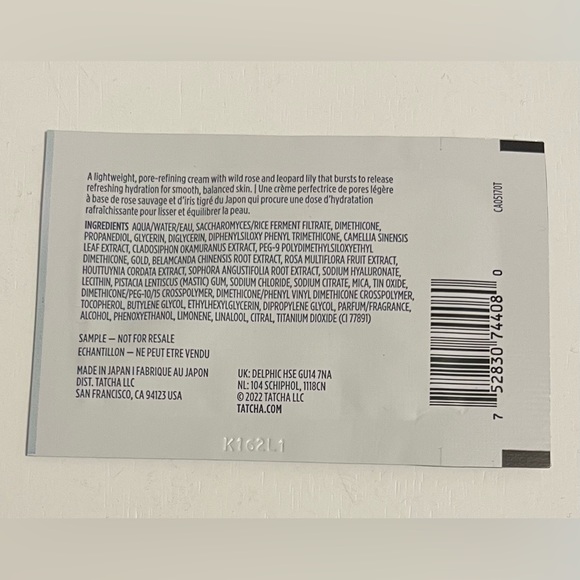 A lightweight, pore-refining cream with wild rose and leopard lily that bursts to release
refreshing hydration for smooth, balanced skin. | Une crème perfectrice de pores légère
à base de rose sauvage et d'iris tigré du Japon qui procure une dose d'hydratation
rafraîchissante pour lisser et équilibrer la peau.
INGREDIENTS AQUA/WATER/EAU, SACCHAROMYCES/RICE FERMENT FILTRATE, DIMETHICONE,
PROPANEDIOL, GLYCERIN, DIGLYCERIN, DIPHENYLSILOXY PHENYL TRIMETHICONE, CAMELLIA SINENSIS
LEAF EXTRACT, CLADOSIPHON OKAMURANUS EXTRACT, PEG-9 POLYDIMETHYLSILOXYETHYL
DIMETHICONE, GOLD, BELAMCANDA CHINENSIS ROOT EXTRACT, ROSA MULTIFLORA FRUIT EXTRACT,
HOUTTUYNIA CORDATA EXTRACT, SOPHORA ANGUSTIFOLIA ROOT EXTRACT, SODIUM HYALURONATE,
LECITHIN, PISTACIA LENTISCUS (MASTIC) GUM, SODIUM CHLORIDE, SODIUM CITRATE, MICA, TIN OXIDE,
DIMETHICONE/PEG-10/15 CROSSPOLYMER, DIMETHICONE/PHENYL VINYL DIMETHICONE CROSSPOLYMER,
TOCOPHEROL, BUTYLENE GLYCOL, ETHYLHEXYLGLYCERIN, DIPROPYLENE GLYCOL, PARFUM/FRAGRANCE,
ALCOHOL, PHENOXYETHANOL, LIMONENE, LINALOOL, CITRAL, TITANIUM DIOXIDE (CI 77891)
SAMPLE — NOT FOR RESALE
ECHANTILLON — NE PEUT ETRE VENDU
MADE IN JAPAN I FABRIQUE AU JAPON
DIST. TATCHA LLC
SAN FRANCISCO, CA 94123 USA
UK: DELPHIC HSE GU14 7NA
NL: 104 SCHIPHOL, 1118CN
© 2022 TATCHA LLC
TATCHA.COM
K162L1
CA05170T
7 52830 74408 0